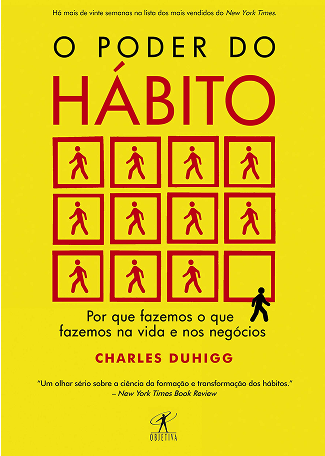 Há mais de vinte semanas na lista dos mais vendidos do New York Times.
O PODER DO
HÁBITO
Por que fazemos o que
fazemos na vida e nos negócios
CHARLES DUHIGG
“Um olhar sério sobre a ciência da formação e transformação dos hábitos.”
– New York Times Book Review
OBJETIVA